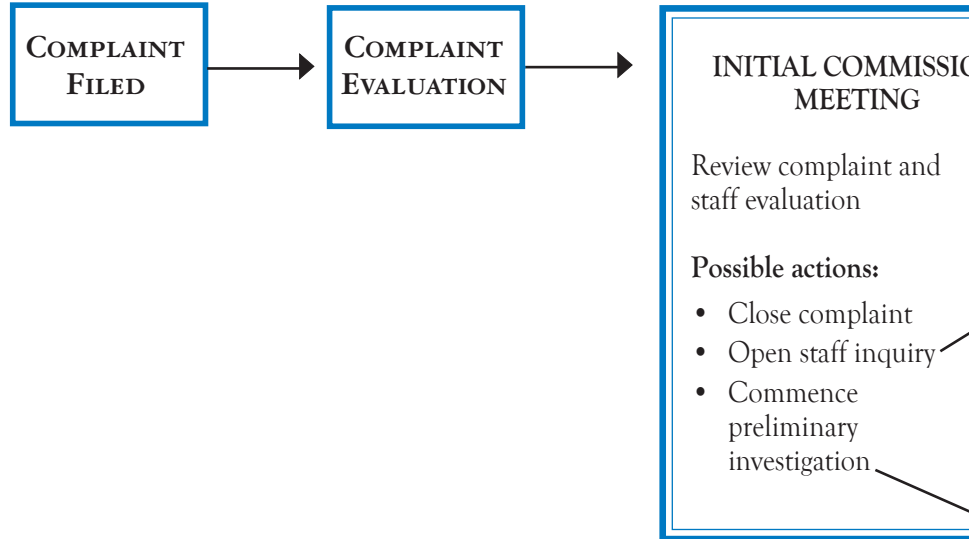 COMPLAINT
FILED
COMPLAINT
EVALUATION
INITIAL COMMISSIO
MEETING
Review complaint and
staff evaluation
Possible actions:
• Close complaint
• Open staff inquiry
• Commence
preliminary
investigation